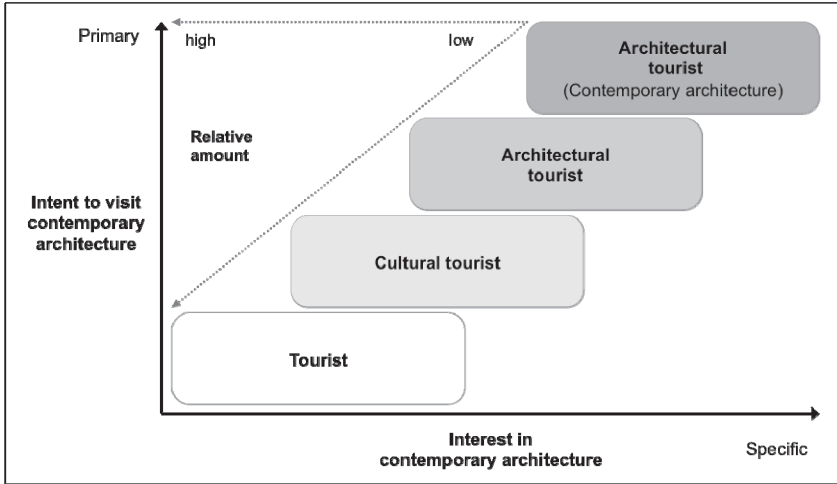 Primary
high
low
Architectural
tourist
(Contemporary architecture)
Relative
amount
Architectural
tourist
Intent to visit
contemporary
architecture
Cultural tourist
Tourist
Interest in
contemporary architecture
Specific